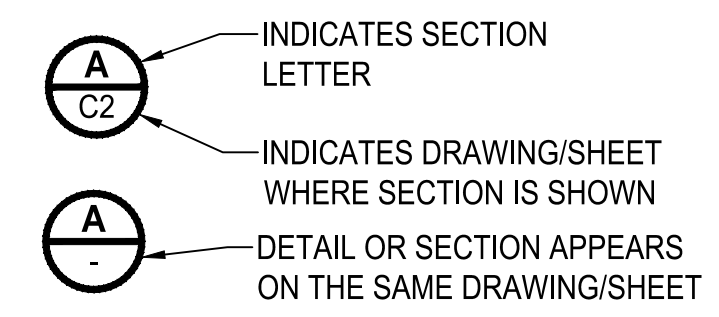 A
C2
INDICATES SECTION
LETTER
INDICATES DRAWING/SHEET
WHERE SECTION IS SHOWN
A
-
DETAIL OR SECTION APPEARS
ON THE SAME DRAWING/SHEET